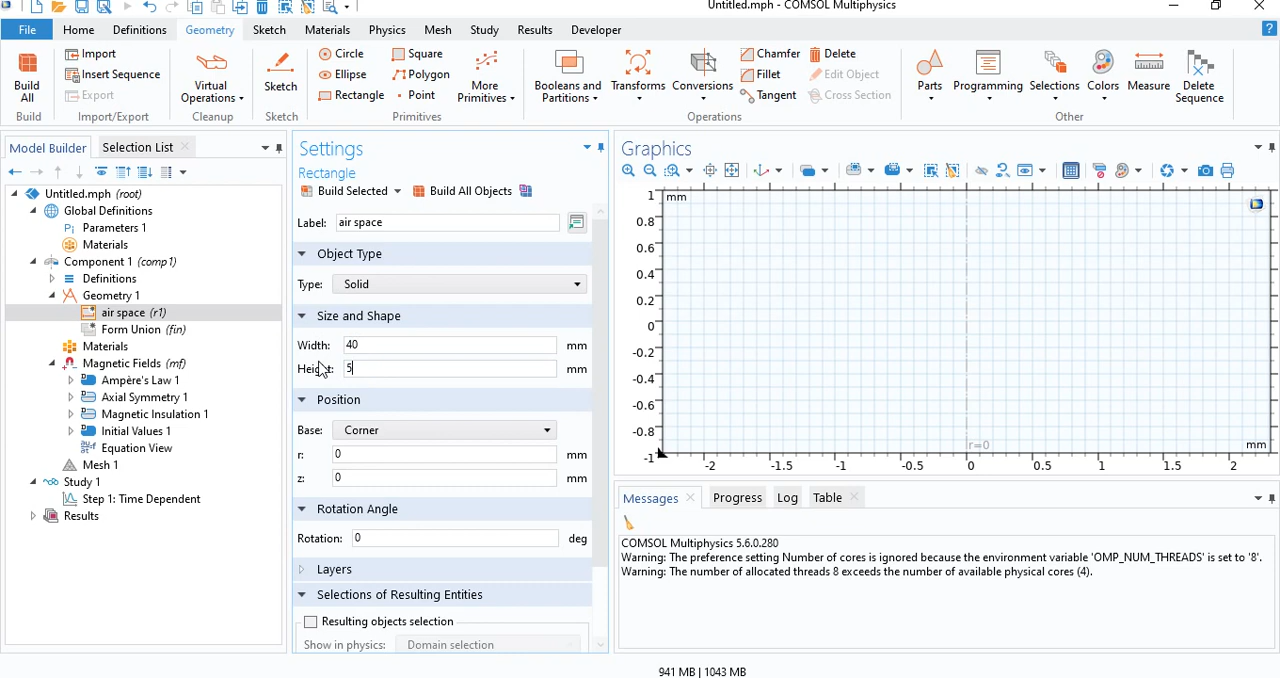 Untitled.mph - COMSOL Multiphysics
File Home Definitions Geometry Sketch Materials Physics Mesh Study Results Developer
Build All
Import
Insert Sequence
Export
Virtual Operations
Sketch
Circle
Ellipse
Rectangle
Square
Polygon
Point
More Primitives
Booleans and Partitions
Transforms
Conversions
Chamfer
Fillet
Tangent
Delete
Edit Object
Cross Section
Parts
Programming
Selections
Colors
Measure
Delete Sequence
Build Import/Export Cleanup Sketch Primitives Operations Other
Model Builder Selection List
Untitled.mph (root)
Global Definitions
Parameters 1
Materials
Component 1 (comp1)
Definitions
Geometry 1
air space (r1)
Form Union (fin)
Materials
Magnetic Fields (mf)
Ampère's Law 1
Axial Symmetry 1
Magnetic Insulation 1
Initial Values 1
Equation View
Mesh 1
Study 1
Step 1: Time Dependent
Results
Settings
Rectangle
Build Selected Build All Objects
Label: air space
Object Type
Type: Solid
Size and Shape
Width: 40 mm
Height: 5 mm
Position
Base: Corner
r: 0 mm
z: 0 mm
Rotation Angle
Rotation: 0 deg
Layers
Selections of Resulting Entities
Resulting objects selection
Show in physics: Domain selection
Graphics
mm
1
0.8
0.6
0.4
0.2
0
-0.2
-0.4
-0.6
-0.8
-1
r=0
mm
-2 -1.5 -1 -0.5 0 0.5 1 1.5 2
Messages Progress Log Table
COMSOL Multiphysics 5.6.0.280
Warning: The preference setting Number of cores is ignored because the environment variable 'OMP_NUM_THREADS' is set to '8'.
Warning: The number of allocated threads 8 exceeds the number of available physical cores (4).
941 MB | 1043 MB